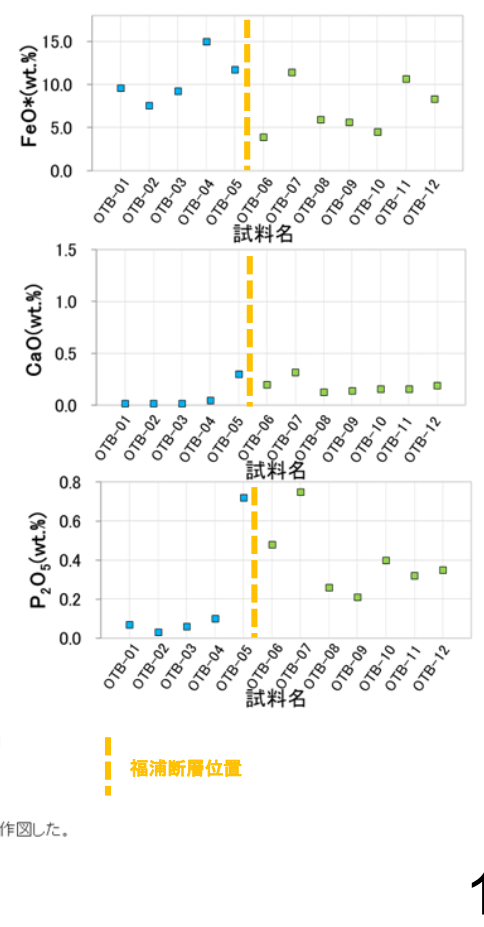 FeO*(wt.%)
15.0
10.0
5.0
0.0
OTB-01 OTB-02 OTB-03 OTB-04 OTB-05 OTB-06 OTB-07 OTB-08 OTB-09 OTB-10 OTB-11 OTB-12
試料名
CaO(wt.%)
1.5
1.0
0.5
0.0
OTB-01 OTB-02 OTB-03 OTB-04 OTB-05 OTB-06 OTB-07 OTB-08 OTB-09 OTB-10 OTB-11 OTB-12
試料名
P2O5(wt.%)
0.8
0.6
0.4
0.2
0.0
OTB-01 OTB-02 OTB-03 OTB-04 OTB-05 OTB-06 OTB-07 OTB-08 OTB-09 OTB-10 OTB-11 OTB-12
試料名
福浦断層位置
作図した。
1